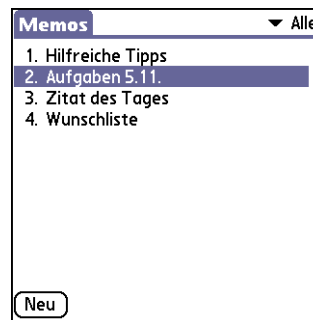 Memos Alle
1. Hilfreiche Tipps
2. Aufgaben 5.11.
3. Zitat des Tages
4. Wunschliste
Neu